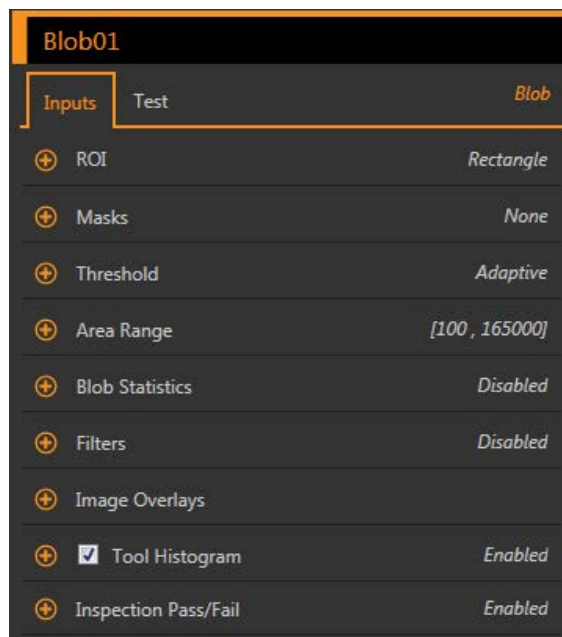 Blob01
Inputs Test Blob
ROI Rectangle
Masks None
Threshold Adaptive
Area Range [100 , 165000]
Blob Statistics Disabled
Filters Disabled
Image Overlays
Tool Histogram Enabled
Inspection Pass/Fail Enabled